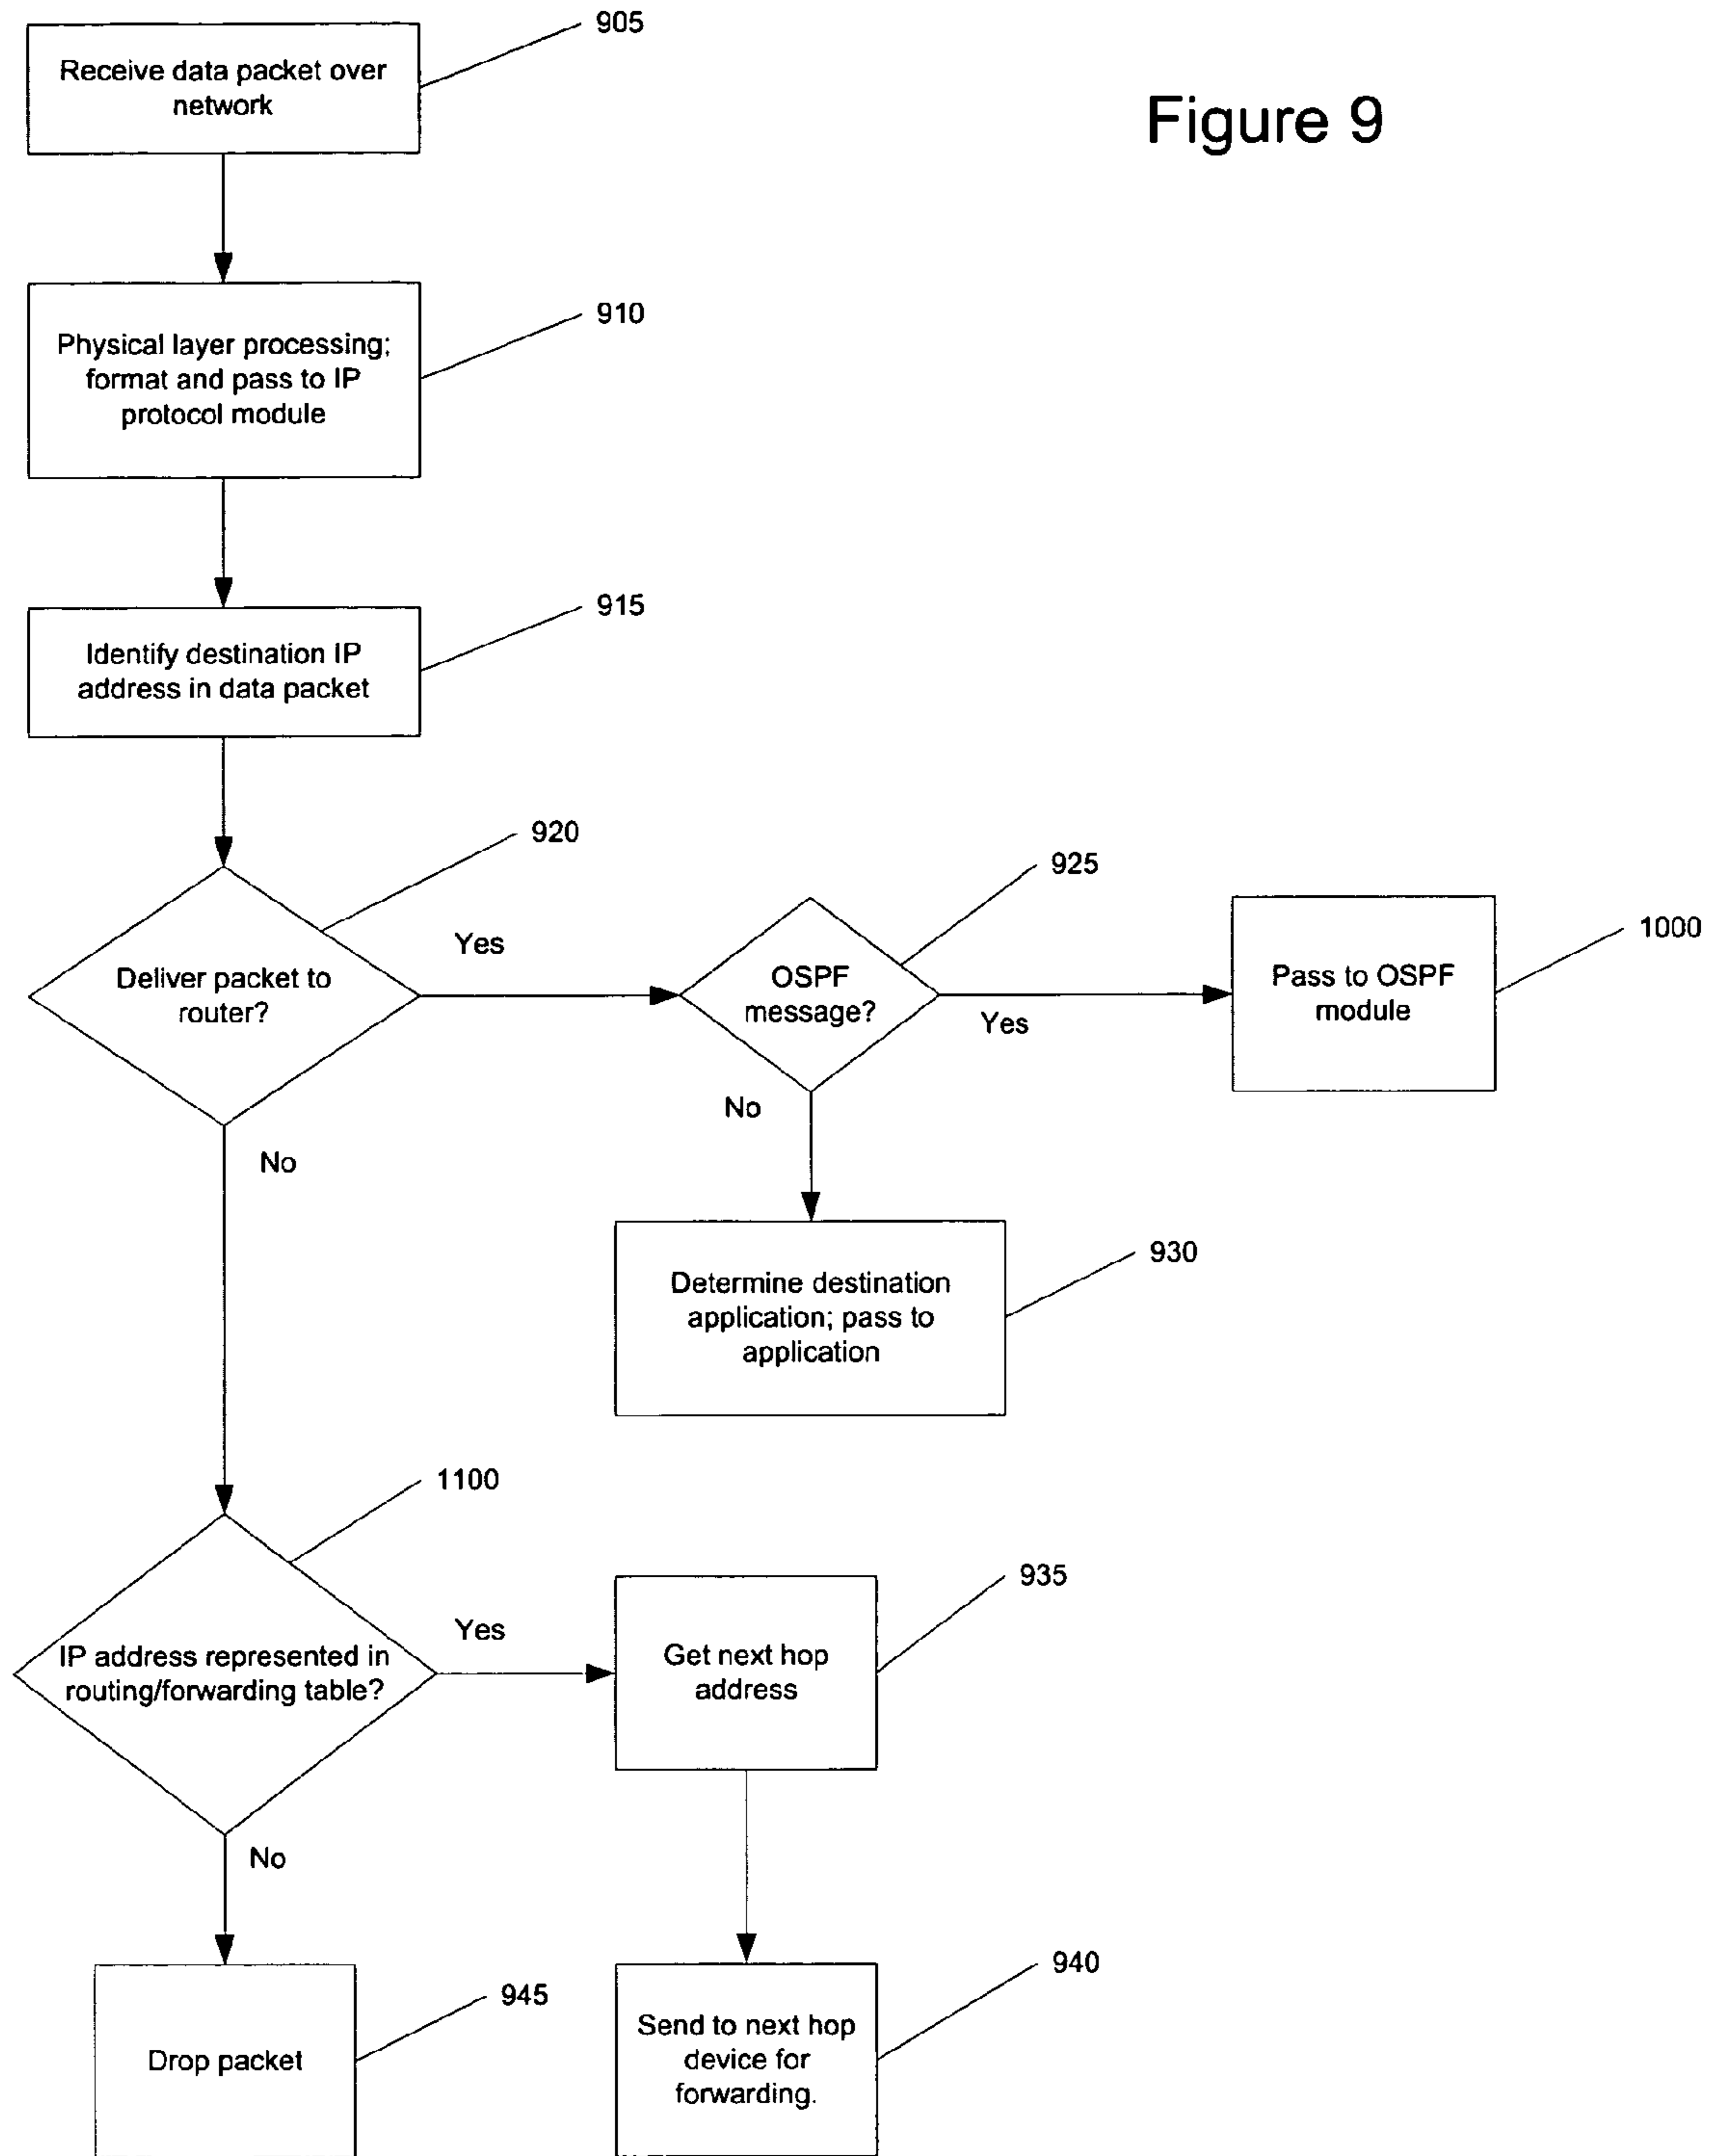 905
Receive data packet over
network
Figure 9
910
Physical layer processing;
format and pass to IP
protocol module
915
Identify destination IP
address in data packet
920
Deliver packet to
router?
Yes
No
925
OSPF
message?
Yes
No
1000
Pass to OSPF
module
930
Determine destination
application; pass to
application
1100
IP address represented in
routing/forwarding table?
Yes
No
935
Get next hop
address
940
Send to next hop
device for
forwarding.
945
Drop packet